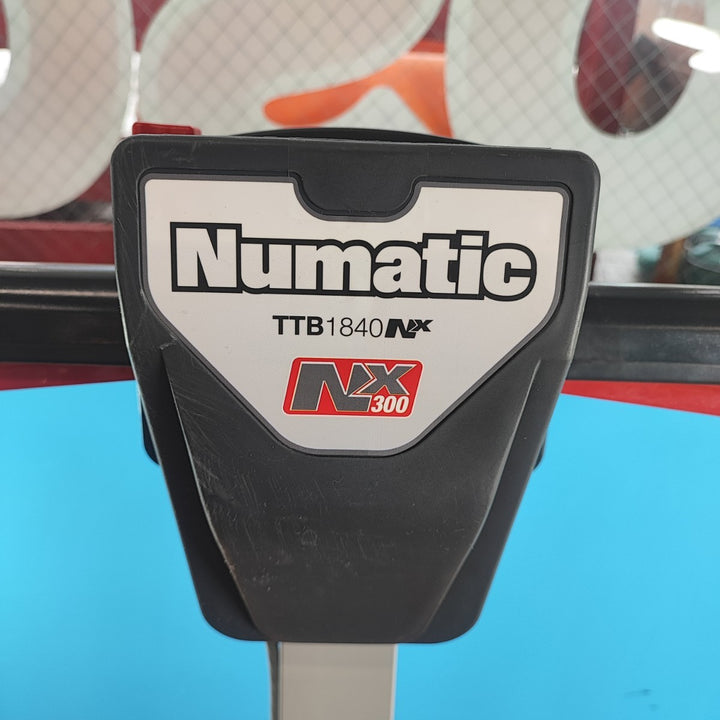 Numatic
TTB1840NX
NX
300